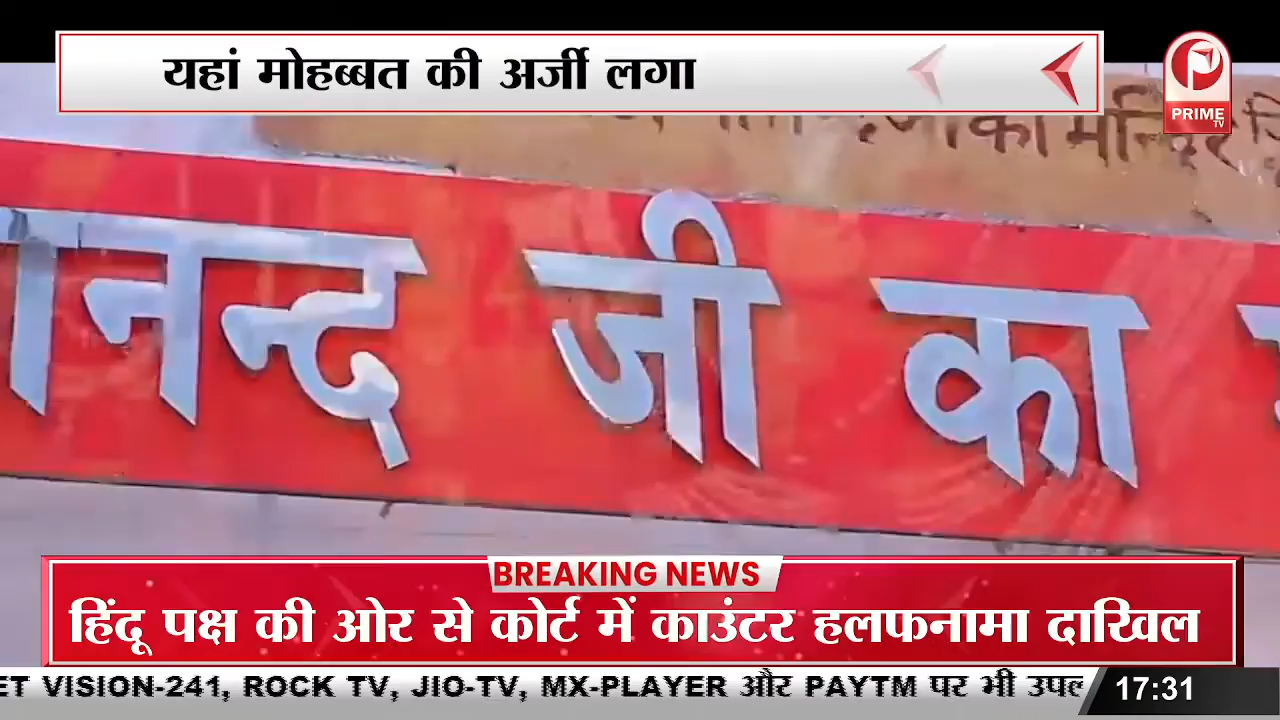 यहां मोहब्बत की अर्जी लगा
PRIME
TV
का मन्दिर
नन्द जी का
BREAKING NEWS
हिंदू पक्ष की ओर से कोर्ट में काउंटर हलफनामा दाखिल
ET VISION-241, ROCK TV, JIO-TV, MX-PLAYER और PAYTM पर भी उपल
17:31